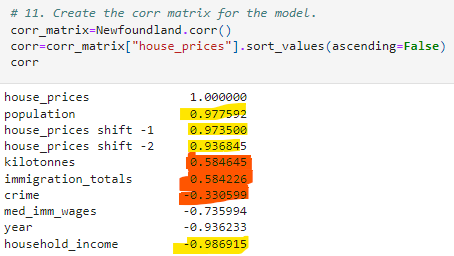 # 11. Create the corr matrix for the model.
corr_matrix=Newfoundland.corr()
corr=corr_matrix["house_prices"].sort_values(ascending=False)
corr
house_prices 1.000000
population 0.977592
house_prices shift -1 0.973500
house_prices shift -2 0.936845
kilotonnes 0.584645
immigration_totals 0.584226
crime -0.330599
med_imm_wages -0.735994
year -0.936233
household_income -0.986915